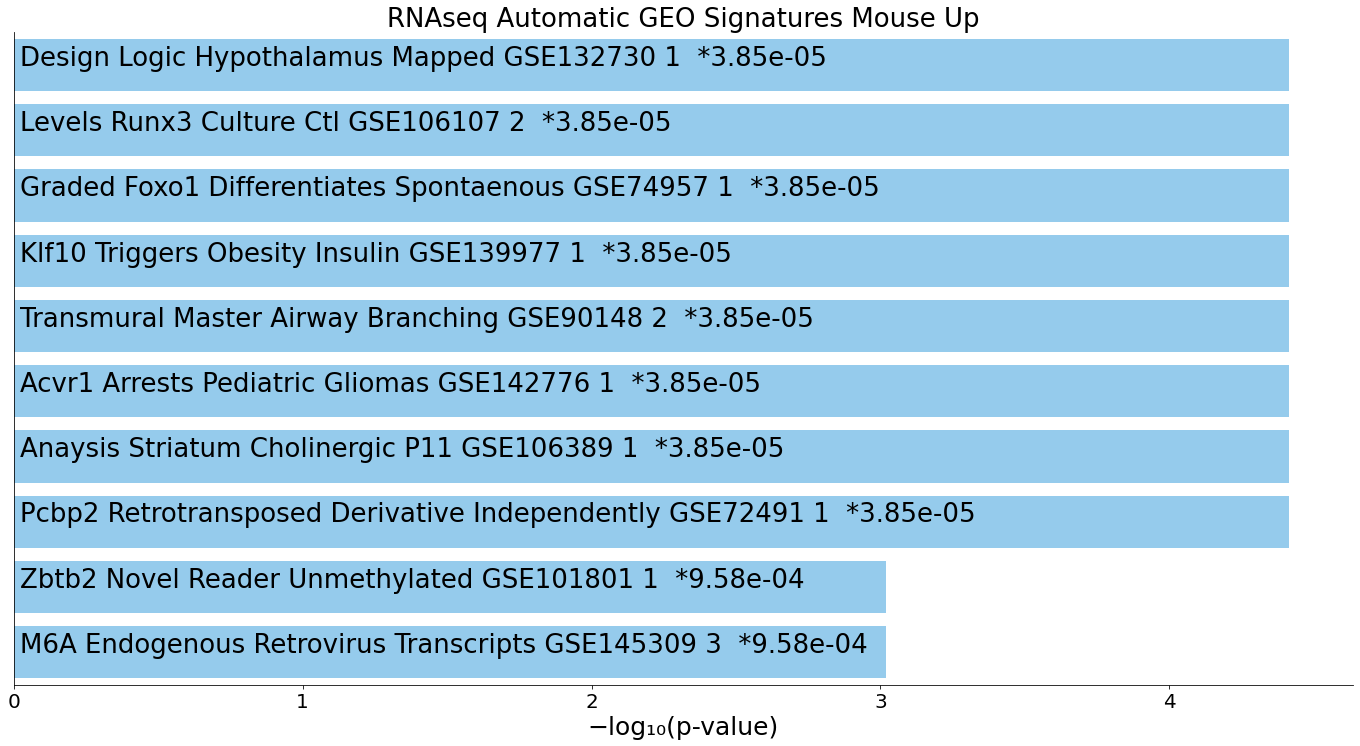 RNAseq Automatic GEO Signatures Mouse Up
Design Logic Hypothalamus Mapped GSE132730 1  *3.85e-05
Levels Runx3 Culture Ctl GSE106107 2  *3.85e-05
Graded Foxo1 Differentiates Spontaenous GSE74957 1  *3.85e-05
Klf10 Triggers Obesity Insulin GSE139977 1  *3.85e-05
Transmural Master Airway Branching GSE90148 2  *3.85e-05
Acvr1 Arrests Pediatric Gliomas GSE142776 1  *3.85e-05
Anaysis Striatum Cholinergic P11 GSE106389 1  *3.85e-05
Pcbp2 Retrotransposed Derivative Independently GSE72491 1  *3.85e-05
Zbtb2 Novel Reader Unmethylated GSE101801 1  *9.58e-04
M6A Endogenous Retrovirus Transcripts GSE145309 3  *9.58e-04
0 1 2 3 4
−log₁₀(p-value)